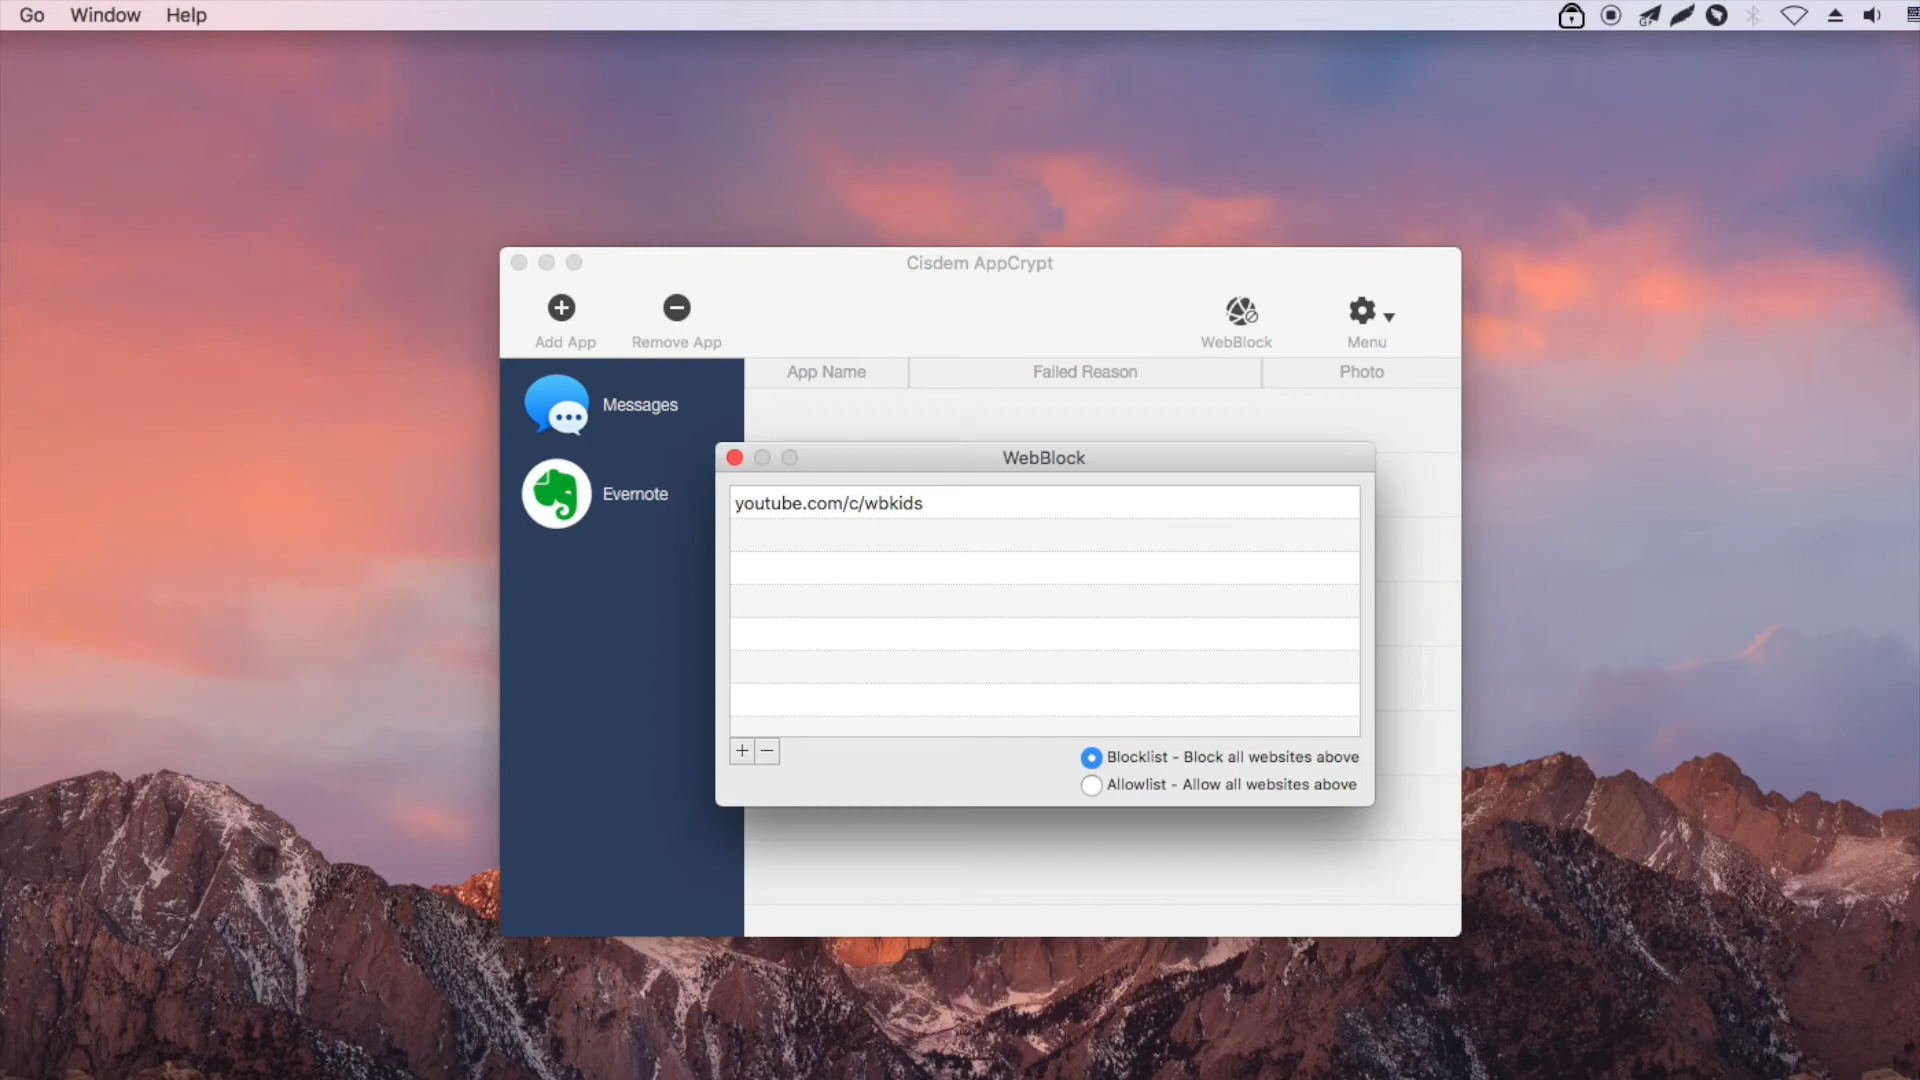 Go Window Help
Cisdem AppCrypt
Add App Remove App WebBlock Menu
App Name Failed Reason Photo
Messages
WebBlock
Evernote
youtube.com/c/wbkids
Blocklist - Block all websites above
Allowlist - Allow all websites above